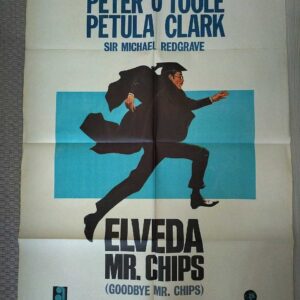 PETER O'TOOLE
PETULA CLARK
SIR MICHAEL REDGRAVE
ELVEDA
MR. CHIPS
(GOODBYE MR. CHIPS)